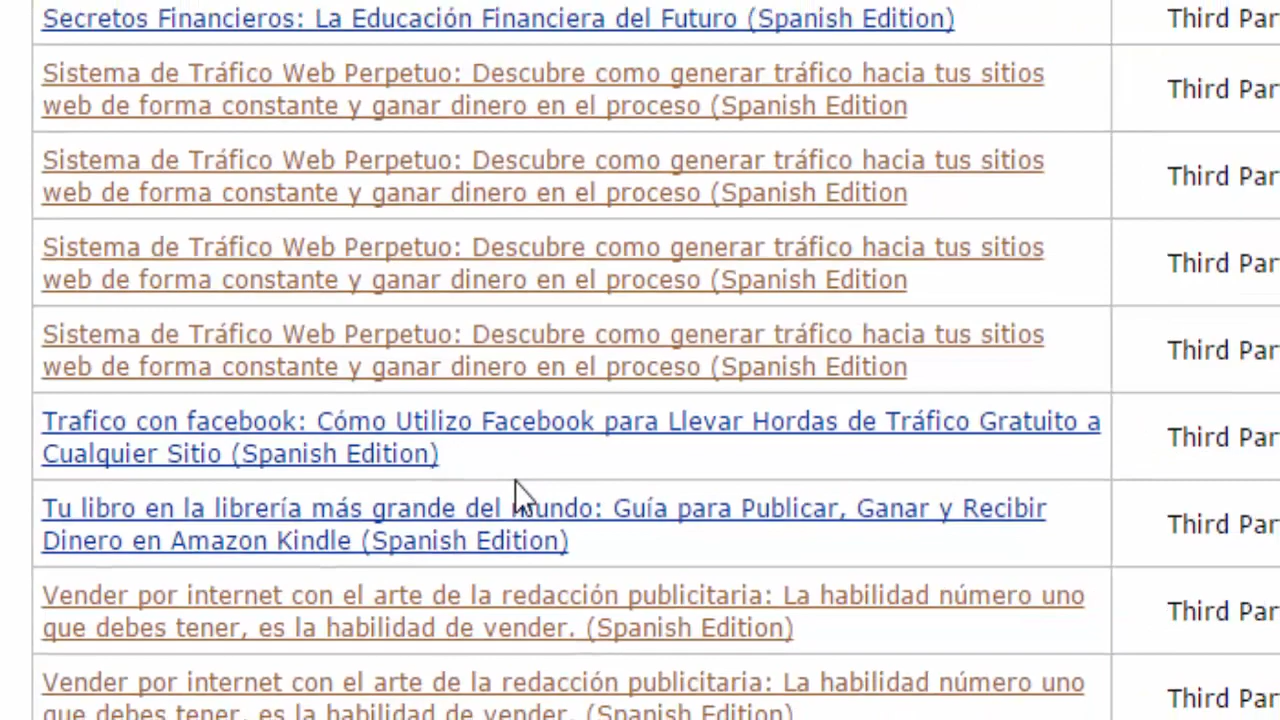 Secretos Financieros: La Educación Financiera del Futuro (Spanish Edition)
Third Par
Sistema de Tráfico Web Perpetuo: Descubre como generar tráfico hacia tus sitios
web de forma constante y ganar dinero en el proceso (Spanish Edition
Third Par
Sistema de Tráfico Web Perpetuo: Descubre como generar tráfico hacia tus sitios
web de forma constante y ganar dinero en el proceso (Spanish Edition
Third Par
Sistema de Tráfico Web Perpetuo: Descubre como generar tráfico hacia tus sitios
web de forma constante y ganar dinero en el proceso (Spanish Edition
Third Par
Sistema de Tráfico Web Perpetuo: Descubre como generar tráfico hacia tus sitios
web de forma constante y ganar dinero en el proceso (Spanish Edition
Third Par
Trafico con facebook: Cómo Utilizo Facebook para Llevar Hordas de Tráfico Gratuito a
Cualquier Sitio (Spanish Edition)
Third Par
Tu libro en la librería más grande del mundo: Guía para Publicar, Ganar y Recibir
Dinero en Amazon Kindle (Spanish Edition)
Third Par
Vender por internet con el arte de la redacción publicitaria: La habilidad número uno
que debes tener, es la habilidad de vender. (Spanish Edition)
Third Par
Vender por internet con el arte de la redacción publicitaria: La habilidad número uno
que debes tener, es la habilidad de vender. (Spanish Edition)
Third Par